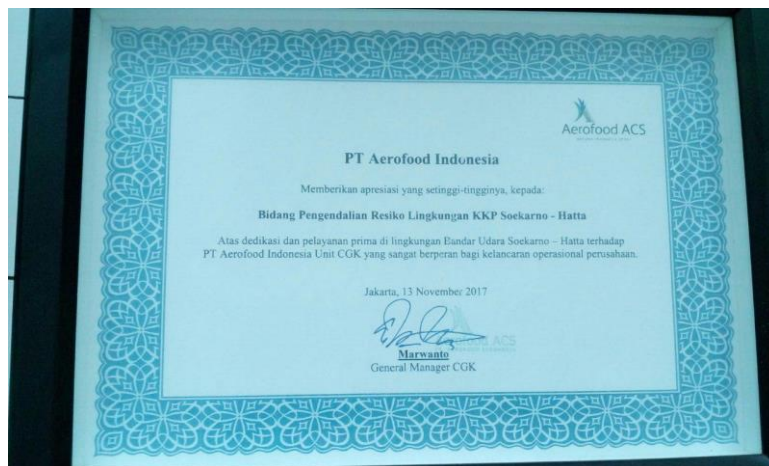 Aerofood ACS
PT Aerofood Indonesia
Memberikan apresiasi yang setinggi-tingginya, kepada:
Bidang Pengendalian Resiko Lingkungan KKP Soekarno - Hatta
Atas dedikasi dan pelayanan prima di lingkungan Bandar Udara Soekarno – Hatta terhadap
PT Aerofood Indonesia Unit CGK yang sangat berperan bagi kelancaran operasional perusahaan.
Jakarta, 13 November 2017
ACS
Marwanto
General Manager CGK